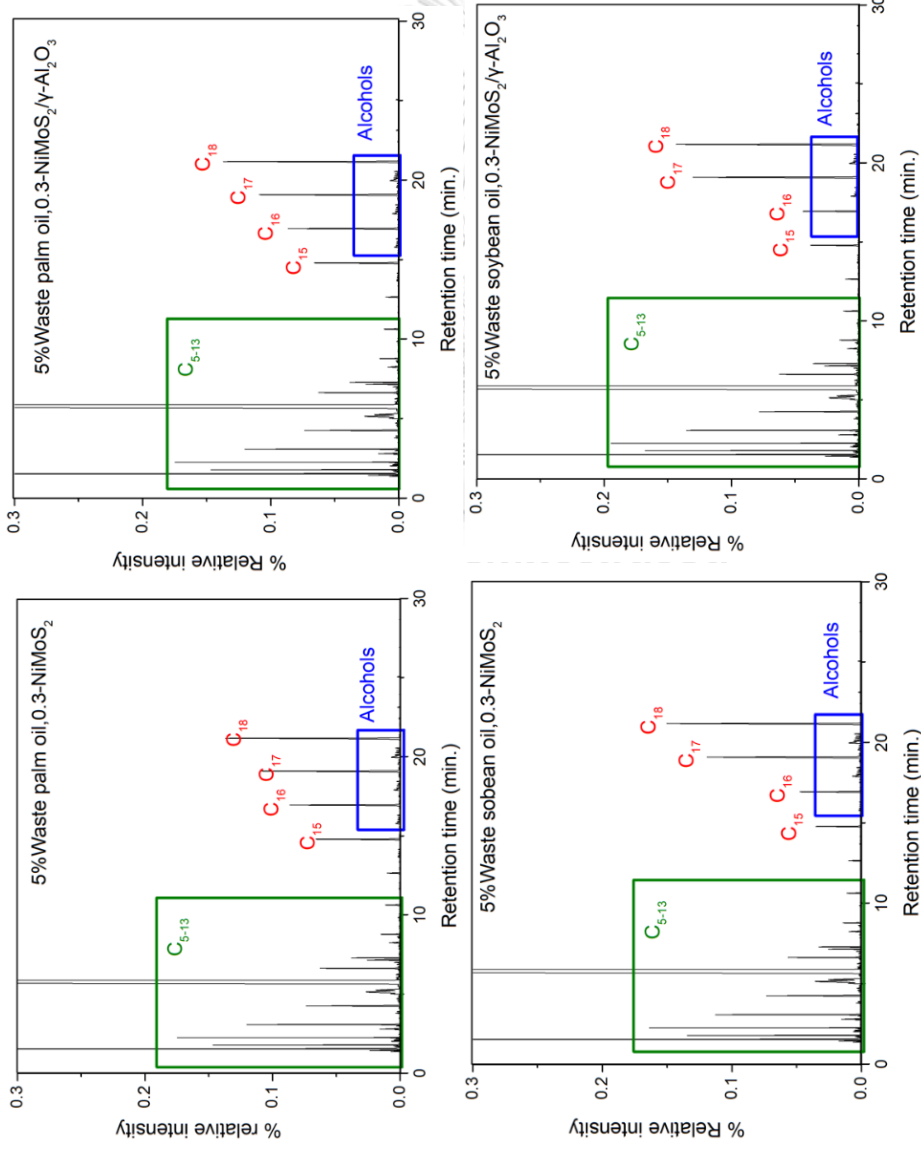 5%Waste palm oil,0.3-NiMoS₂
% relative intensity
0.3
0.2
0.1
0.0
C₅₋₁₃
C₁₅
C₁₆
C₁₇
C₁₈
Alcohols
0 10 20 30
Retention time (min.)
5%Waste palm oil,0.3-NiMoS₂/γ-Al₂O₃
% Relative intensity
0.3
0.2
0.1
0.0
C₅₋₁₃
C₁₅
C₁₆
C₁₇
C₁₈
Alcohols
0 10 20 30
Retention time (min.)
5%Waste sobean oil,0.3-NiMoS₂
% Relative intensity
0.3
0.2
0.1
0.0
C₅₋₁₃
C₁₅
C₁₆
C₁₇
C₁₈
Alcohols
0 10 20 30
Retention time (min.)
5%Waste soybean oil,0.3-NiMoS₂/γ-Al₂O₃
% Relative intensity
0.3
0.2
0.1
0.0
C₅₋₁₃
C₁₅
C₁₆
C₁₇
C₁₈
Alcohols
0 10 20 30
Retention time (min.)